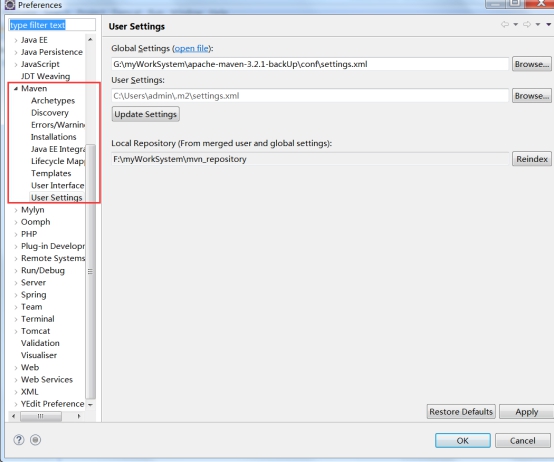 Preferences
type filter text
User Settings
Java EE
Java Persistence
JavaScript
JDT Weaving
Maven
Archetypes
Discovery
Errors/Warnin
Installations
Java EE Integra
Lifecycle Map
Templates
User Interface
User Settings
Mylyn
Oomph
PHP
Plug-in Developr
Remote Systems
Run/Debug
Server
Spring
Team
Terminal
Tomcat
Validation
Visualiser
Web
Web Services
XML
YEdit Preference
Global Settings (open file):
G:\myWorkSystem\apache-maven-3.2.1-backUp\conf\settings.xml
Browse...
User Settings:
C:\Users\admin\.m2\settings.xml
Browse...
Update Settings
Local Repository (From merged user and global settings):
F:\myWorkSystem\mvn_repository
Reindex
Restore Defaults
Apply
OK
Cancel